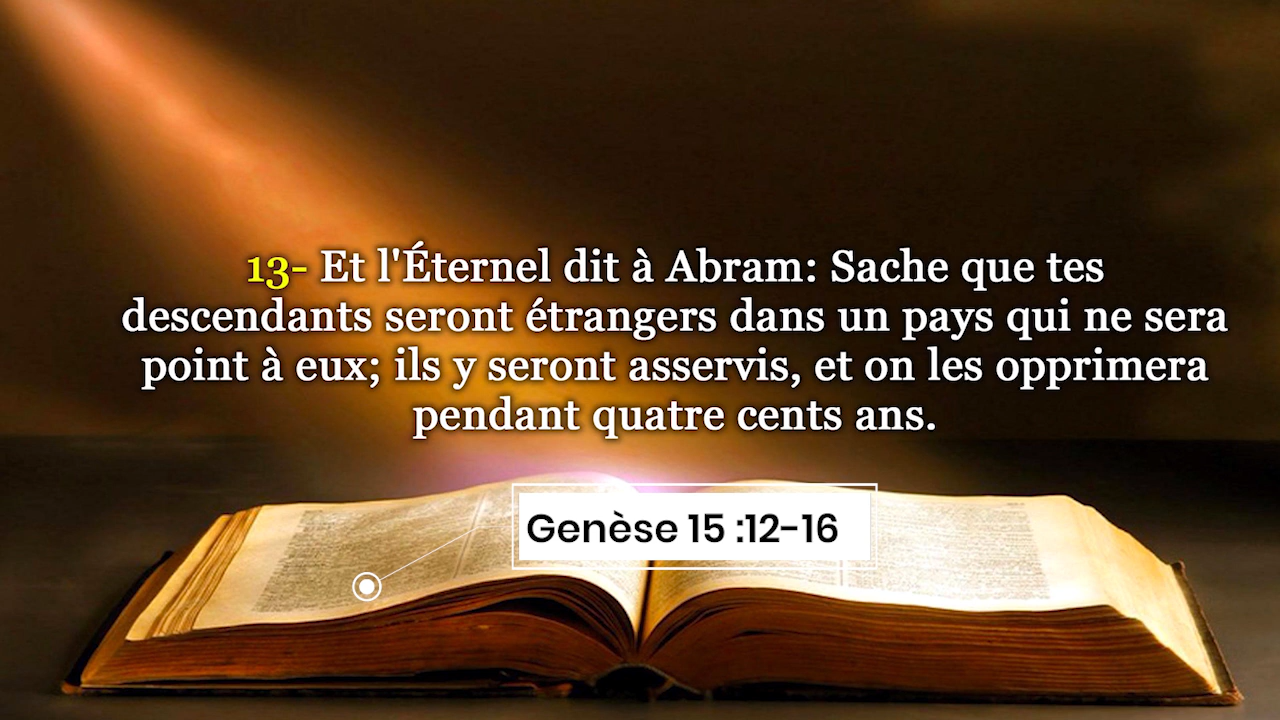 13- Et l'Éternel dit à Abram: Sache que tes
descendants seront étrangers dans un pays qui ne sera
point à eux; ils y seront asservis, et on les opprimera
pendant quatre cents ans.
Genèse 15 :12-16